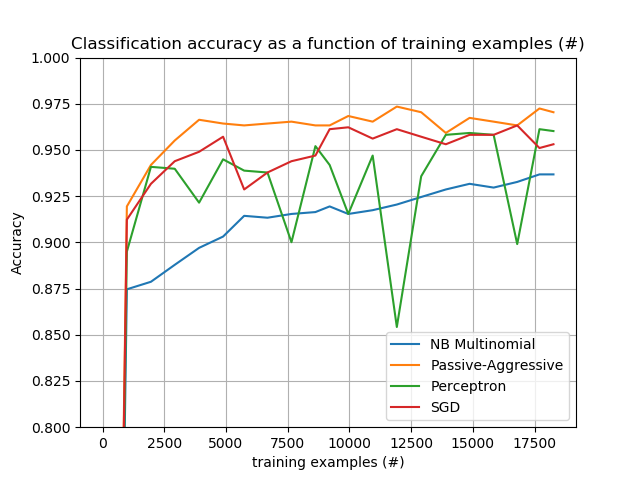 Classification accuracy as a function of training examples (#)
1.000
0.975
0.950
0.925
0.900
0.875
0.850
0.825
0.800
Accuracy
NB Multinomial
Passive-Aggressive
Perceptron
SGD
0 2500 5000 7500 10000 12500 15000 17500
training examples (#)